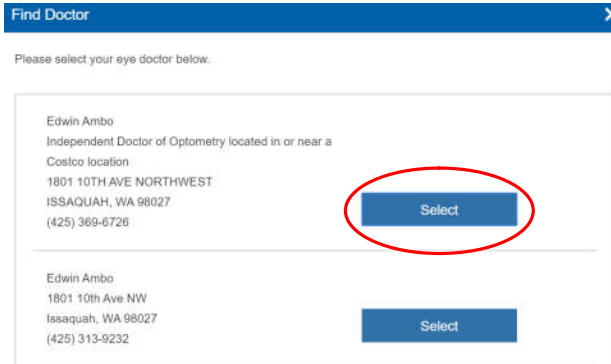 Find Doctor
Please select your eye doctor below.
Edwin Ambo
Independent Doctor of Optometry located in or near a
Costco location
1801 10TH AVE NORTHWEST
ISSAQUAH, WA 98027
(425) 369-6726
Select
Edwin Ambo
1801 10th Ave NW
Issaquah, WA 98027
(425) 313-9232
Select